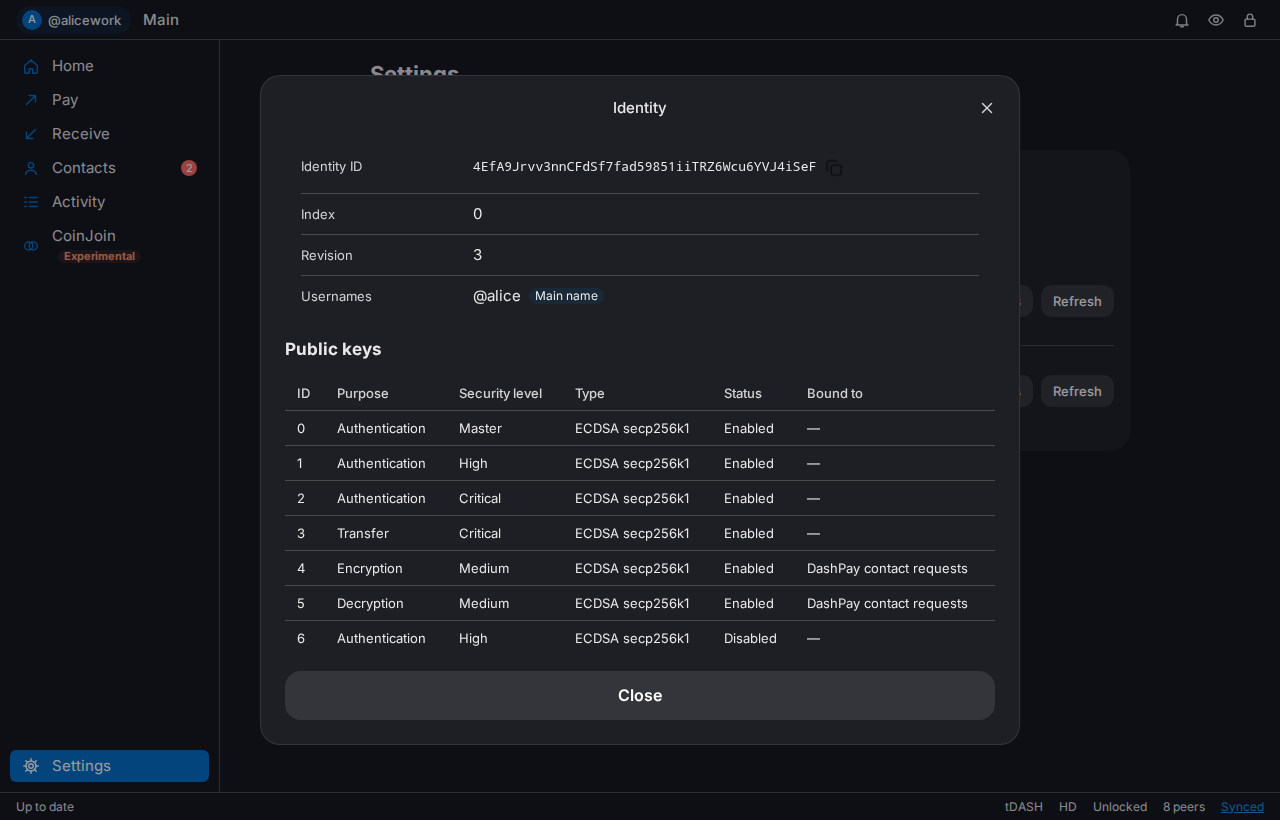 A @alicework Main
Home
Pay
Receive
Contacts 2
Activity
CoinJoin
Experimental
Settings
Settings
Identity
Identity ID 4EfA9Jrvv3nnCFdSf7fad59851iiTRZ6Wcu6YVJ4iSeF
Index 0
Revision 3
Usernames @alice Main name
Refresh
Refresh
Public keys
ID Purpose Security level Type Status Bound to
0 Authentication Master ECDSA secp256k1 Enabled —
1 Authentication High ECDSA secp256k1 Enabled —
2 Authentication Critical ECDSA secp256k1 Enabled —
3 Transfer Critical ECDSA secp256k1 Enabled —
4 Encryption Medium ECDSA secp256k1 Enabled DashPay contact requests
5 Decryption Medium ECDSA secp256k1 Enabled DashPay contact requests
6 Authentication High ECDSA secp256k1 Disabled —
Close
Up to date tDASH HD Unlocked 8 peers Synced